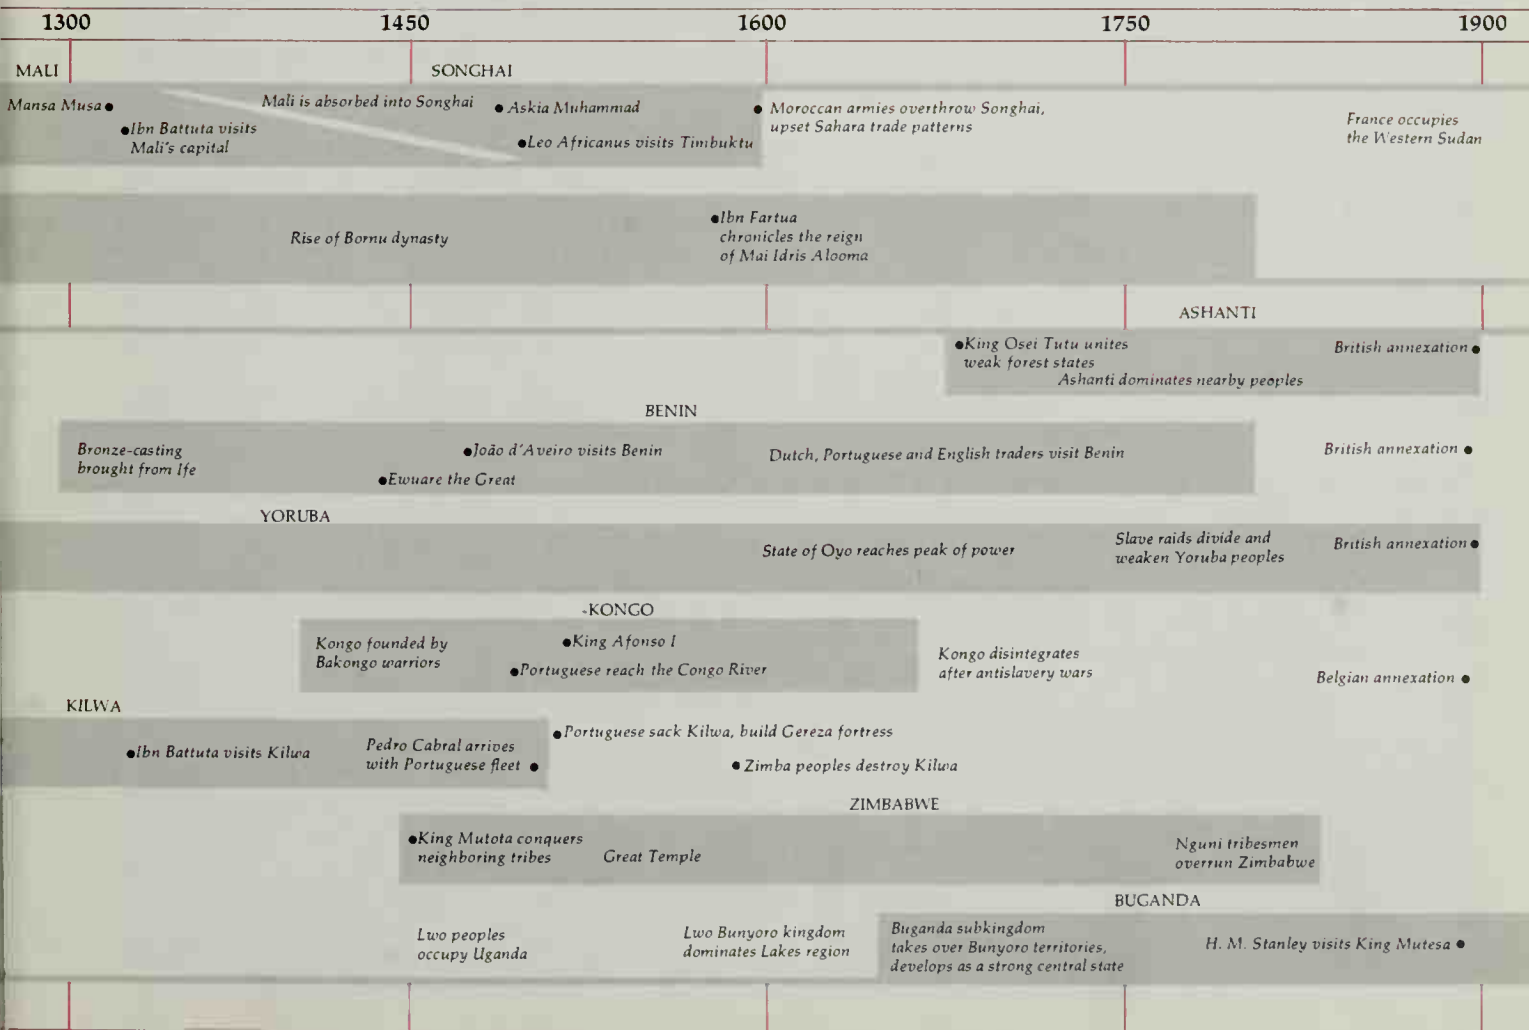 1300 1450 1600 1750 1900
MALI SONGHAI
Mansa Musa
Mali is absorbed into Songhai
Askia Muhammad
Moroccan armies overthrow Songhai,
upset Sahara trade patterns
France occupies
the Western Sudan
Ibn Battuta visits
Mali's capital
Leo Africanus visits Timbuktu
Rise of Bornu dynasty
Ibn Fartua
chronicles the reign
of Mai Idris Alooma
ASHANTI
King Osei Tutu unites
weak forest states
Ashanti dominates nearby peoples
British annexation
BENIN
Bronze-casting
brought from Ife
João d'Aveiro visits Benin
Ewuare the Great
Dutch, Portuguese and English traders visit Benin
British annexation
YORUBA
State of Oyo reaches peak of power
Slave raids divide and
weaken Yoruba peoples
British annexation
KONGO
Kongo founded by
Bakongo warriors
King Afonso I
Portuguese reach the Congo River
Kongo disintegrates
after antislavery wars
Belgian annexation
KILWA
Ibn Battuta visits Kilwa
Pedro Cabral arrives
with Portuguese fleet
Portuguese sack Kilwa, build Gereza fortress
Zimba peoples destroy Kilwa
ZIMBABWE
King Mutota conquers
neighboring tribes
Great Temple
Nguni tribesmen
overrun Zimbabwe
BUGANDA
Lwo peoples
occupy Uganda
Lwo Bunyoro kingdom
dominates Lakes region
Buganda subkingdom
takes over Bunyoro territories,
develops as a strong central state
H. M. Stanley visits King Mutesa